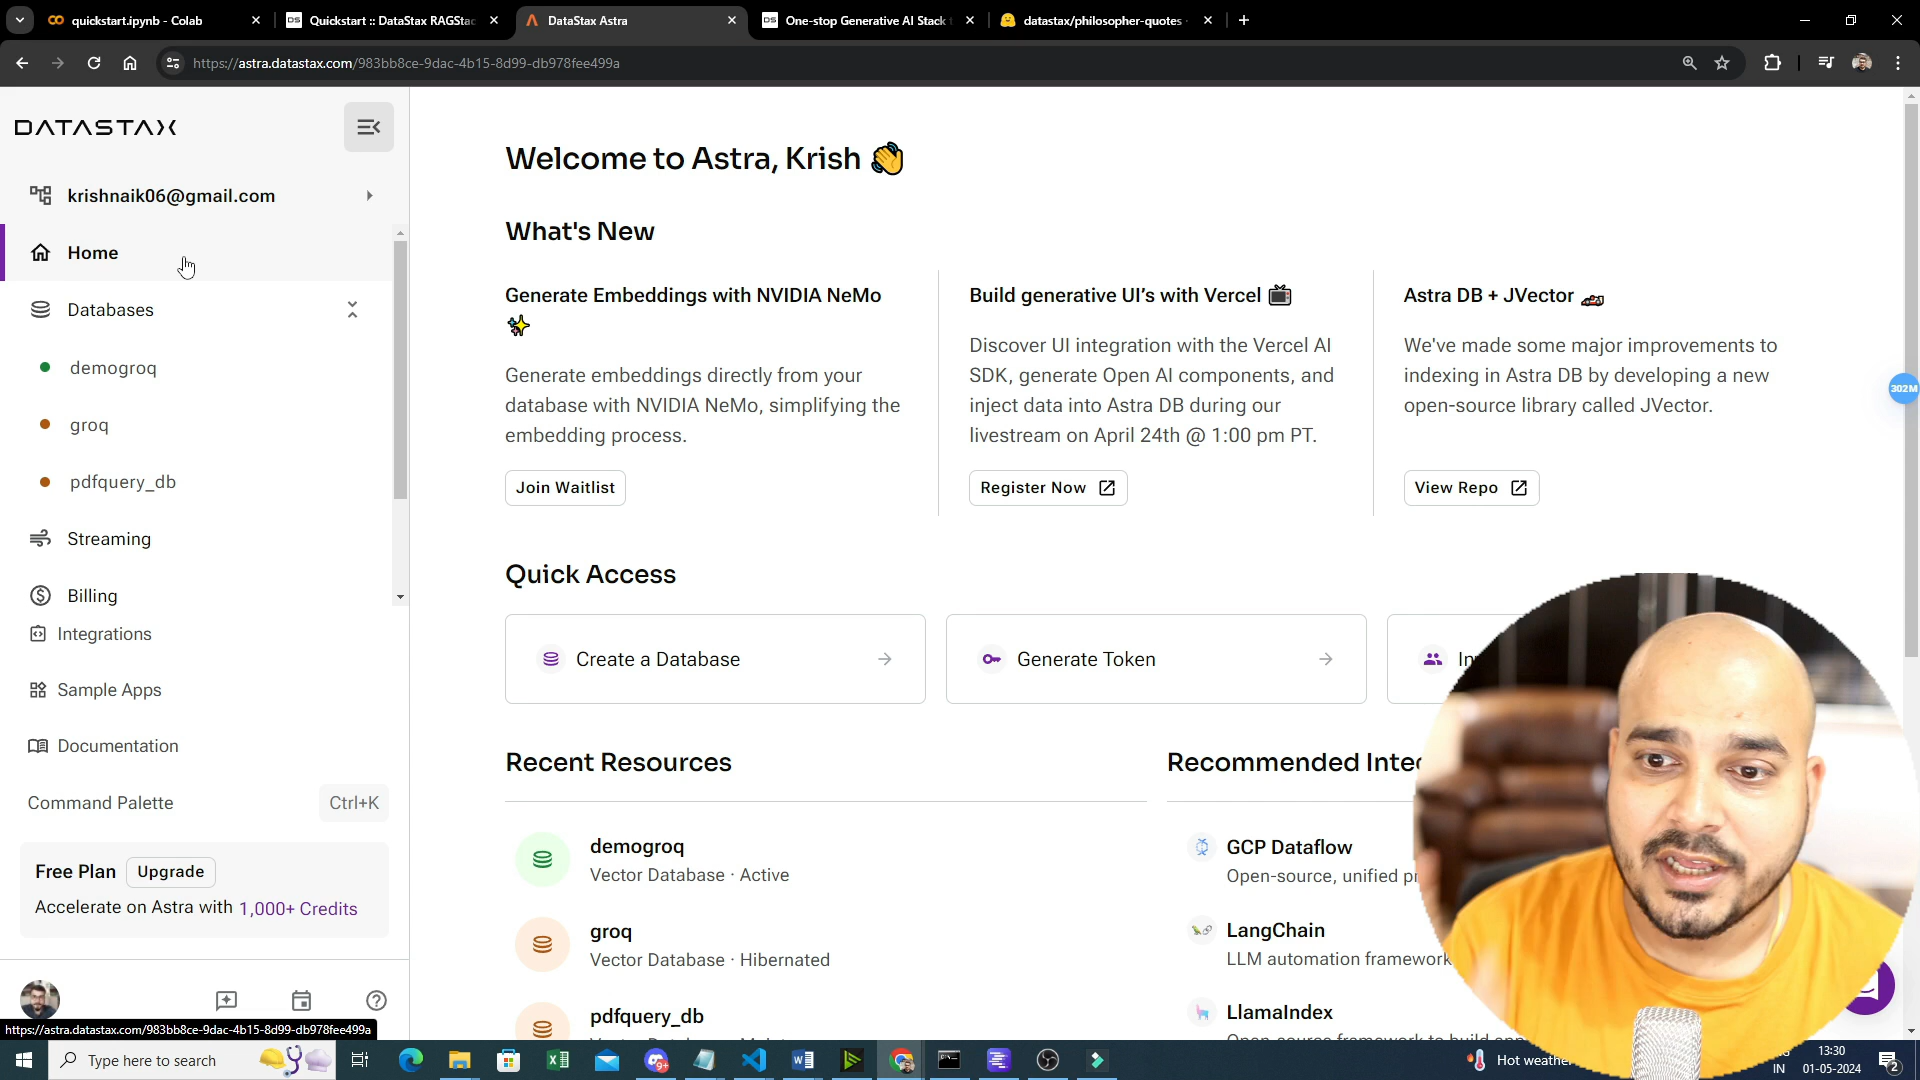 quickstart.ipynb - Colab
Quickstart :: DataStax RAGStac
DataStax Astra
One-stop Generative AI Stack
datastax/philosopher-quotes
https://astra.datastax.com/983bb8ce-9dac-4b15-8d99-db978fee499a
DATASTAX
krishnaik06@gmail.com
Home
Databases
demogroq
groq
pdfquery_db
Streaming
Billing
Integrations
Sample Apps
Documentation
Command Palette Ctrl+K
Free Plan Upgrade
Accelerate on Astra with 1,000+ Credits
https://astra.datastax.com/983bb8ce-9dac-4b15-8d99-db978fee499a
Welcome to Astra, Krish
What's New
Generate Embeddings with NVIDIA NeMo
Generate embeddings directly from your
database with NVIDIA NeMo, simplifying the
embedding process.
Join Waitlist
Build generative UI's with Vercel
Discover UI integration with the Vercel AI
SDK, generate Open AI components, and
inject data into Astra DB during our
livestream on April 24th @ 1:00 pm PT.
Register Now
Astra DB + JVector
We've made some major improvements to
indexing in Astra DB by developing a new
open-source library called JVector.
View Repo
302M
Quick Access
Create a Database
Generate Token
Recent Resources
demogroq
Vector Database · Active
groq
Vector Database · Hibernated
pdfquery_db
Recommended Inte
GCP Dataflow
Open-source, unified
LangChain
LLM automation framework
LlamaIndex
Type here to search
Hot weathe
IN
13:30
01-05-2024
2